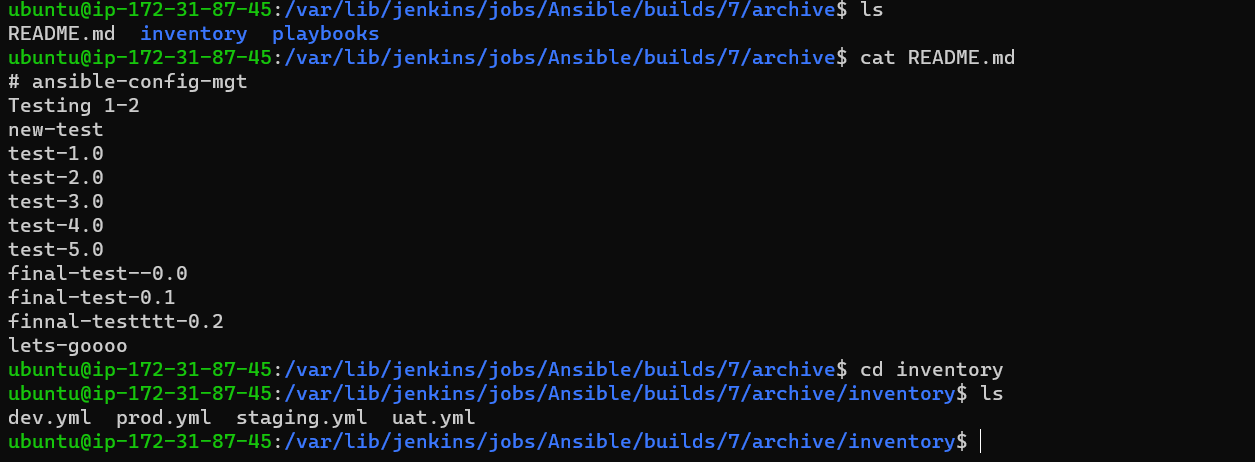 ubuntu@ip-172-31-87-45:/var/lib/jenkins/jobs/Ansible/builds/7/archive$ ls
README.md  inventory  playbooks
ubuntu@ip-172-31-87-45:/var/lib/jenkins/jobs/Ansible/builds/7/archive$ cat README.md
# ansible-config-mgt
Testing 1-2
new-test
test-1.0
test-2.0
test-3.0
test-4.0
test-5.0
final-test--0.0
final-test-0.1
finnal-testttt-0.2
lets-goooo
ubuntu@ip-172-31-87-45:/var/lib/jenkins/jobs/Ansible/builds/7/archive$ cd inventory
ubuntu@ip-172-31-87-45:/var/lib/jenkins/jobs/Ansible/builds/7/archive/inventory$ ls
dev.yml  prod.yml  staging.yml  uat.yml
ubuntu@ip-172-31-87-45:/var/lib/jenkins/jobs/Ansible/builds/7/archive/inventory$